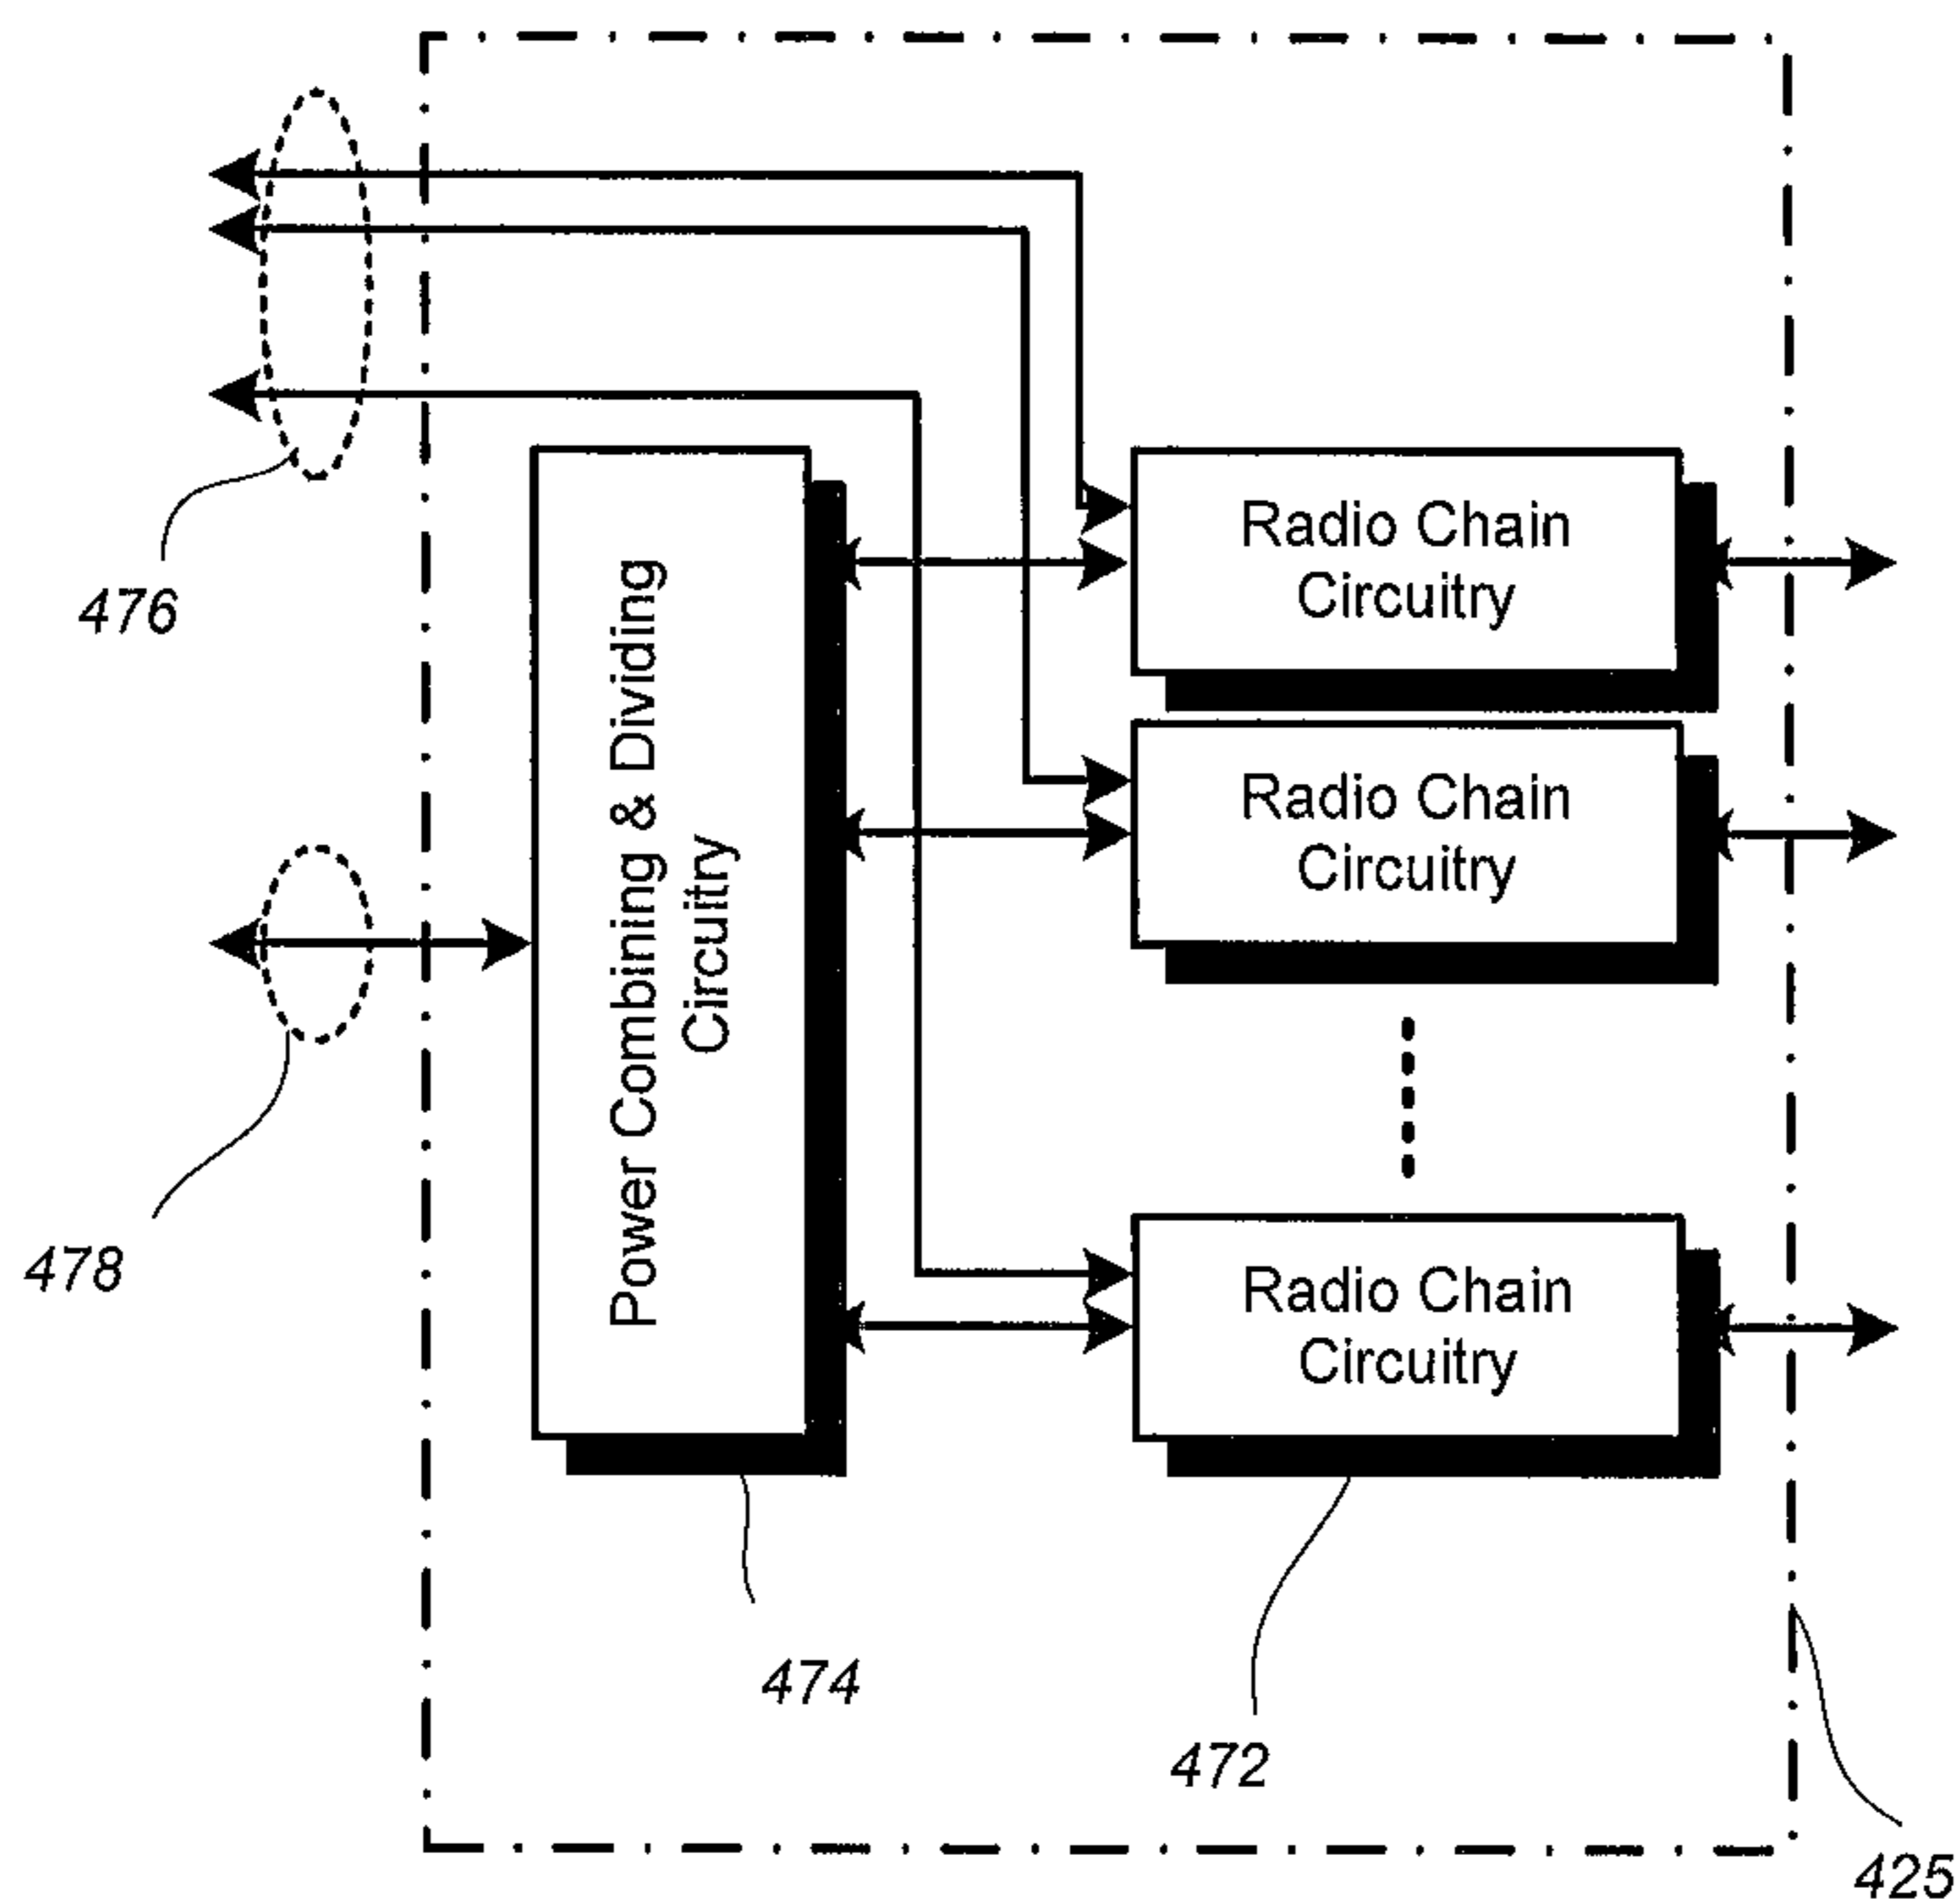 Radio Chain
Circuitry
476
Power Combining & Dividing
Circuitry
Radio Chain
Circuitry
478
Radio Chain
Circuitry
474
472
425